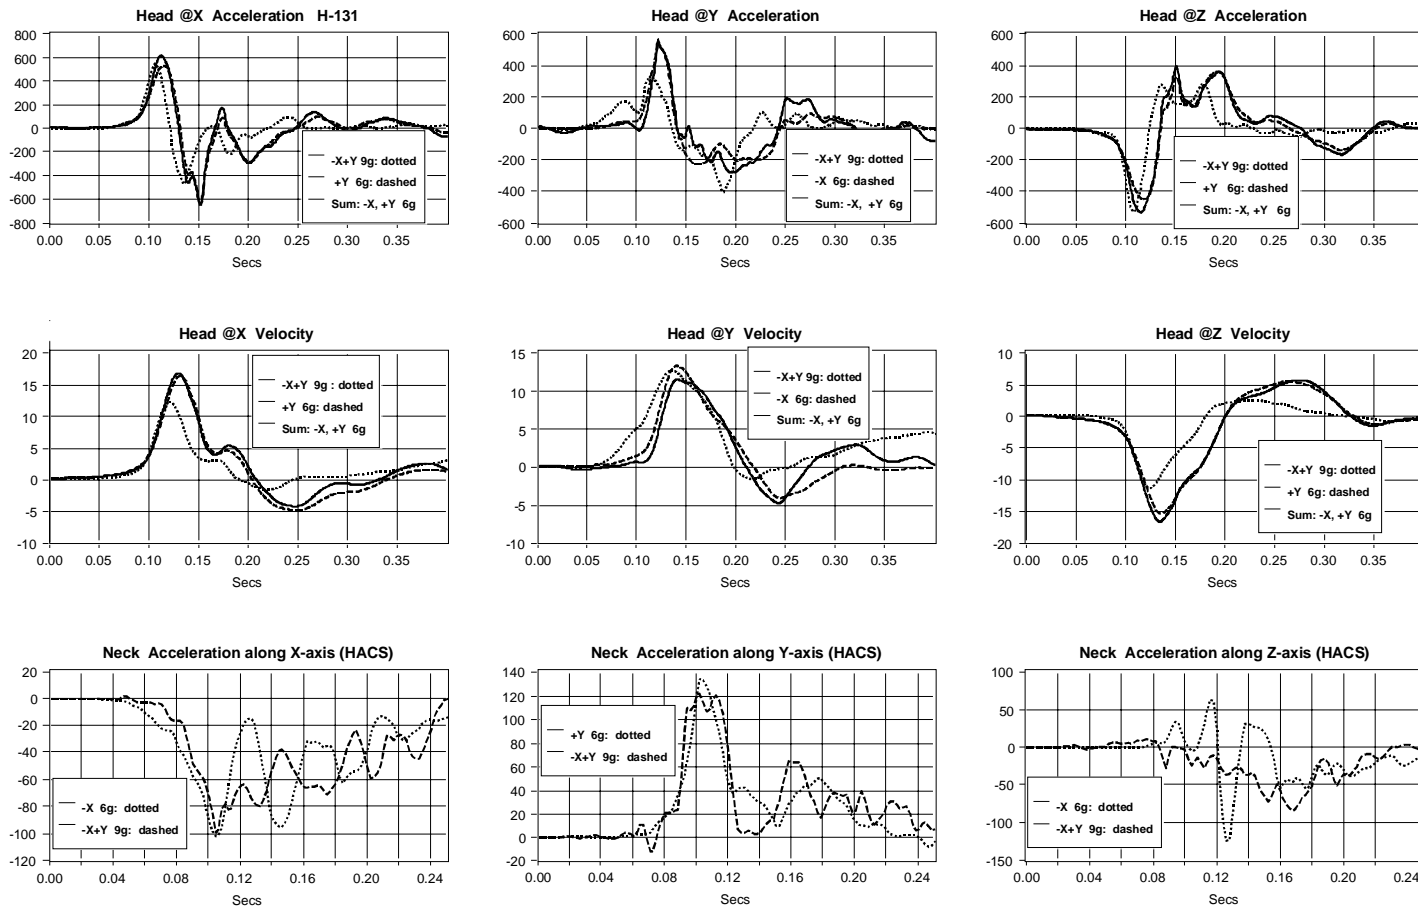 Head @X Acceleration H-131
800
600
400
200
0
-200
-400
-600
-800
-X+Y 9g: dotted
+Y 6g: dashed
Sum: -X, +Y 6g
0.00 0.05 0.10 0.15 0.20 0.25 0.30 0.35
Secs
Head @Y Acceleration
600
400
200
0
-200
-400
-600
-X+Y 9g: dotted
-X 6g: dashed
Sum: -X, +Y 6g
0.00 0.05 0.10 0.15 0.20 0.25 0.30 0.35
Secs
Head @Z Acceleration
600
400
200
0
-200
-400
-600
-X+Y 9g: dotted
+Y 6g: dashed
Sum: -X, +Y 6g
0.00 0.05 0.10 0.15 0.20 0.25 0.30 0.35
Secs
Head @X Velocity
20
15
10
5
0
-5
-10
-X+Y 9g : dotted
+Y 6g: dashed
Sum: -X, +Y 6g
0.00 0.05 0.10 0.15 0.20 0.25 0.30 0.35
Secs
Head @Y Velocity
15
10
5
0
-5
-10
-X+Y 9g: dotted
-X 6g: dashed
Sum: -X, +Y 6g
0.00 0.05 0.10 0.15 0.20 0.25 0.30 0.35
Secs
Head @Z Velocity
10
5
0
-5
-10
-15
-20
-X+Y 9g: dotted
+Y 6g: dashed
Sum: -X, +Y 6g
0.00 0.05 0.10 0.15 0.20 0.25 0.30 0.35
Secs
Neck Acceleration along X-axis (HACS)
20
0
-20
-40
-60
-80
-100
-120
-X 6g: dotted
-X+Y 9g: dashed
0.00 0.04 0.08 0.12 0.16 0.20 0.24
Secs
Neck Acceleration along Y-axis (HACS)
140
120
100
80
60
40
20
0
-20
+Y 6g: dotted
-X+Y 9g: dashed
0.00 0.04 0.08 0.12 0.16 0.20 0.24
Secs
Neck Acceleration along Z-axis (HACS)
100
50
0
-50
-100
-150
-X 6g: dotted
-X+Y 9g: dashed
0.00 0.04 0.08 0.12 0.16 0.20 0.24
Secs